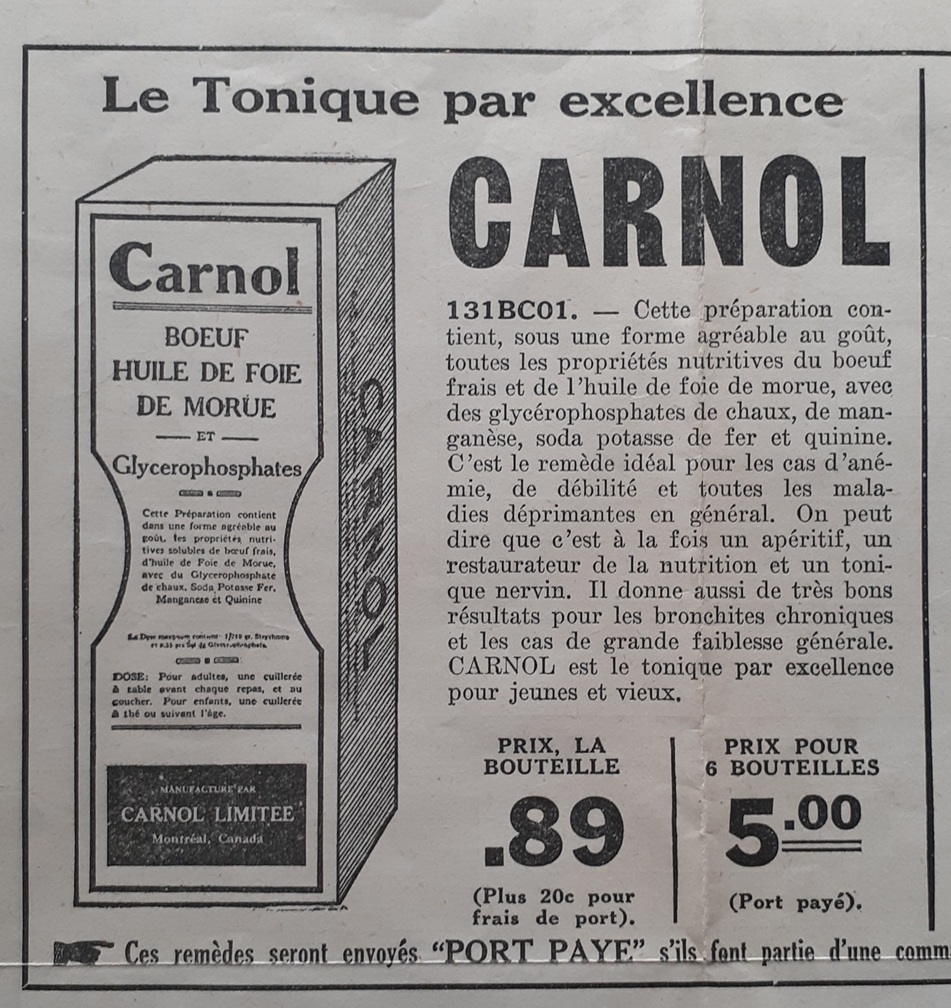 Le Tonique par excellence
Carnol
BOEUF
HUILE DE FOIE
DE MORUE
ET
Glycerophosphates
Cette Préparation contient
dans une forme agréable au
goût, les propriétés nutri-
tives solubles de bœuf frais,
d'huile de Foie de Morue,
avec du Glycerophosphate
de chaux, Soda Potasse Fer,
Manganese et Quinine
La Dose maximum contient 1/210 gr. Strychnine
DOSE: Pour adultes, une cuillerée
à table avant chaque repas, et au
coucher. Pour enfants, une cuillerée
à thé ou suivant l'âge.
MANUFACTURÉ PAR
CARNOL LIMITEE
Montréal, Canada
CARNOL
CARNOL
131BC01. — Cette préparation con-
tient, sous une forme agréable au goût,
toutes les propriétés nutritives du boeuf
frais et de l'huile de foie de morue, avec
des glycérophosphates de chaux, de man-
ganèse, soda potasse de fer et quinine.
C'est le remède idéal pour les cas d'ané-
mie, de débilité et toutes les mala-
dies déprimantes en général. On peut
dire que c'est à la fois un apéritif, un
restaurateur de la nutrition et un toni-
que nervin. Il donne aussi de très bons
résultats pour les bronchites chroniques
et les cas de grande faiblesse générale.
CARNOL est le tonique par excellence
pour jeunes et vieux.
PRIX, LA
BOUTEILLE
.89
(Plus 20c pour
frais de port).
PRIX POUR
6 BOUTEILLES
5.00
(Port payé).
Ces remèdes seront envoyés "PORT PAYE" s'ils font partie d'une comm